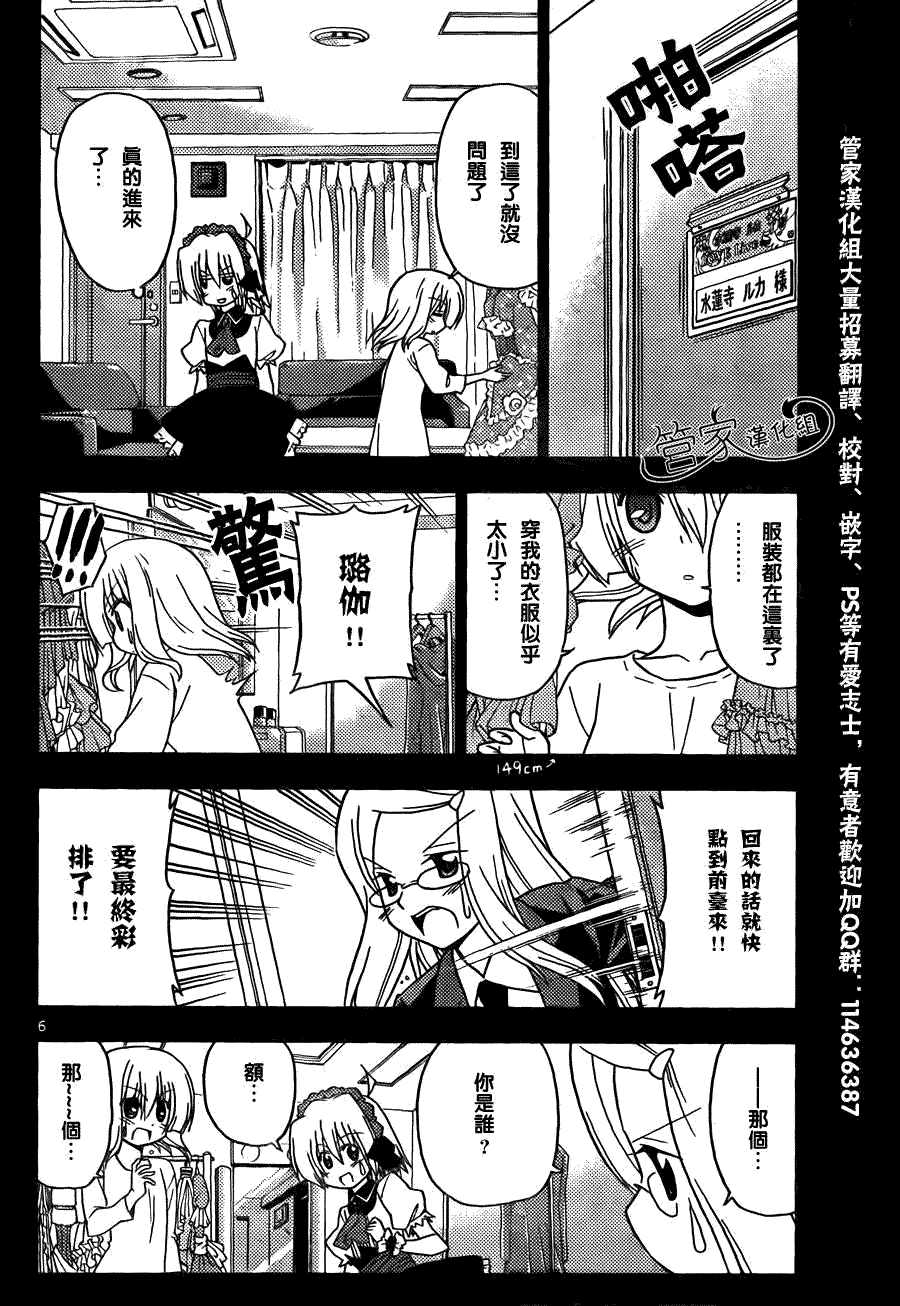 啪
嗒
水蓮寺 ルカ 様
到這了就沒
問題了
眞的進來
了…
管家漢化組
服裝都在這裏了
………
穿我的衣服似乎
太小了…
149cm
璐伽!!
驚
!!!!
回來的話就快
點到前臺來!!
要最終彩
排了!!
6
——那個…
你是誰?
額…
那~~~個…
管家漢化組大量招募翻譯、校對、嵌字、PS等有愛志士，有意者歡迎加QQ群：114636387